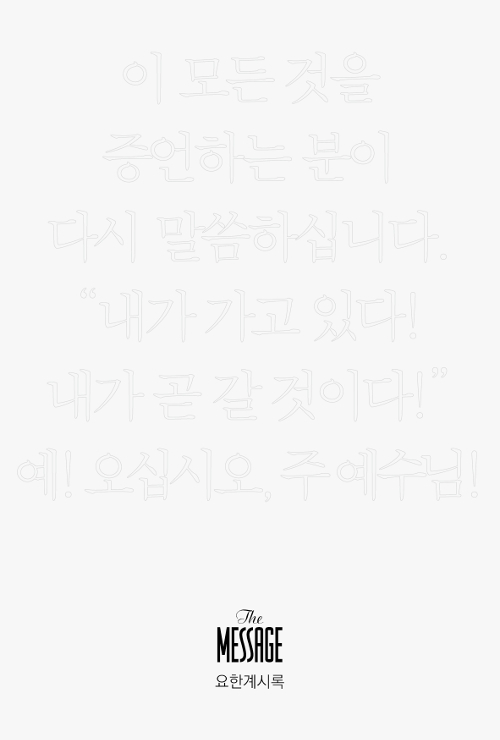 이 모든 것을
증언하는 분이
다시 말씀하십니다.
“내가 가고 있다!
내가 곧 갈 것이다!”
예! 오십시오, 주 예수님!
The
MESSAGE
요한계시록